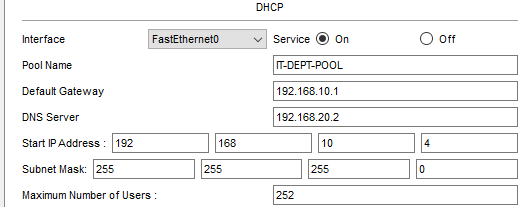 DHCP
Interface FastEthernet0 Service On Off
Pool Name IT-DEPT-POOL
Default Gateway 192.168.10.1
DNS Server 192.168.20.2
Start IP Address : 192 168 10 4
Subnet Mask: 255 255 255 0
Maximum Number of Users : 252